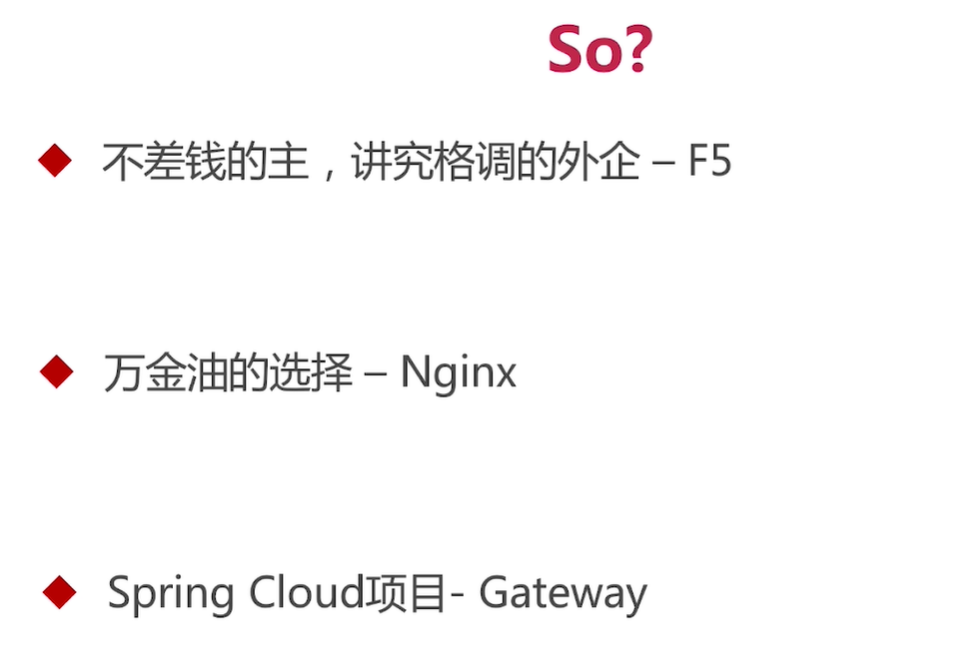 So?
不差钱的主，讲究格调的外企 – F5
万金油的选择 – Nginx
Spring Cloud项目- Gateway